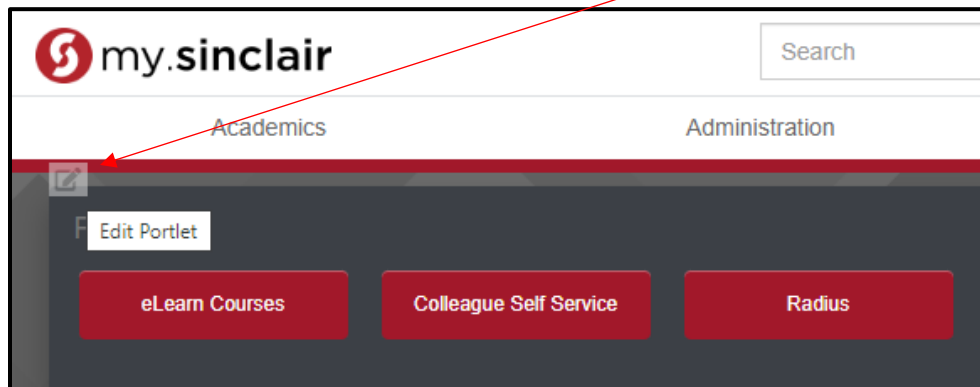 my.sinclair
Search
Academics
Administration
Edit Portlet
eLearn Courses
Colleague Self Service
Radius